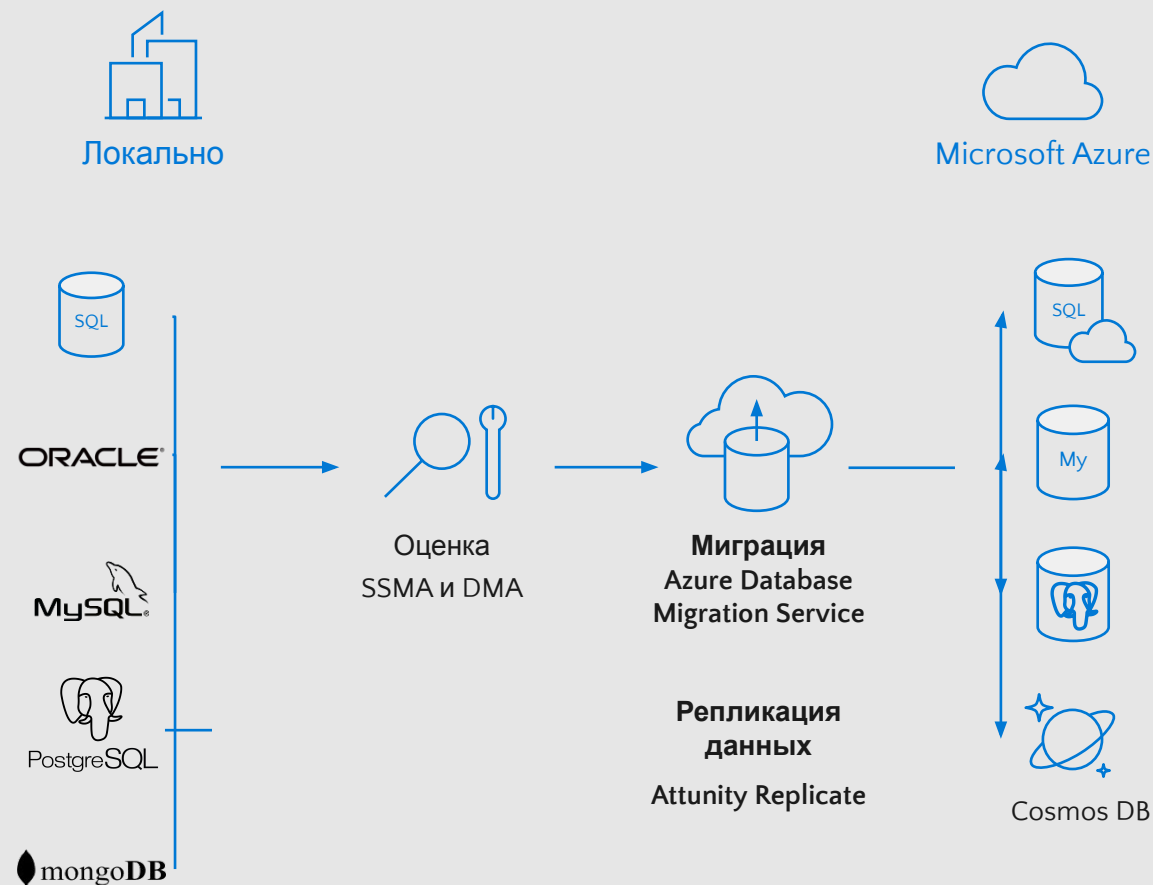 Локально
Microsoft Azure
SQL
SQL
ORACLE®
My
Оценка
SSMA и DMA
Миграция
Azure Database
Migration Service
MySQL®
PostgreSQL
Репликация
данных
Attunity Replicate
Cosmos DB
mongoDB